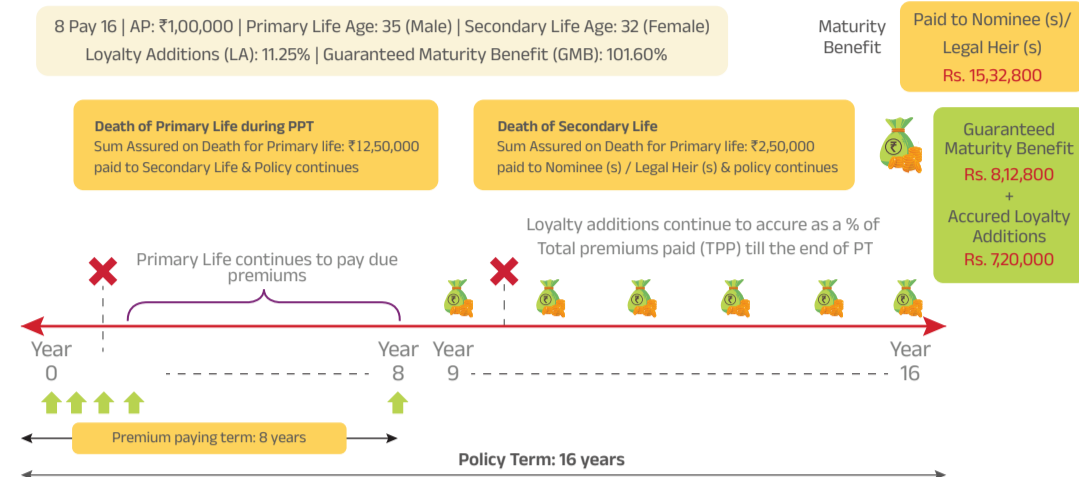 8 Pay 16 | AP: ₹1,00,000 | Primary Life Age: 35 (Male) | Secondary Life Age: 32 (Female)
Loyalty Additions (LA): 11.25% | Guaranteed Maturity Benefit (GMB): 101.60%
Maturity
Benefit
Paid to Nominee (s)/
Legal Heir (s)
Rs. 15,32,800
Death of Primary Life during PPT
Sum Assured on Death for Primary life: ₹12,50,000
paid to Secondary Life & Policy continues
Death of Secondary Life
Sum Assured on Death for Primary life: ₹2,50,000
paid to Nominee (s) / Legal Heir (s) & policy continues
₹
Guaranteed
Maturity Benefit
Rs. 8,12,800
+
Accured Loyalty
Additions
Rs. 7,20,000
Loyalty additions continue to accure as a % of
Total premiums paid (TPP) till the end of PT
Primary Life continues to pay due
premiums
₹ ₹ ₹ ₹ ₹ ₹
Year Year Year Year
0 8 9 16
Premium paying term: 8 years
Policy Term: 16 years